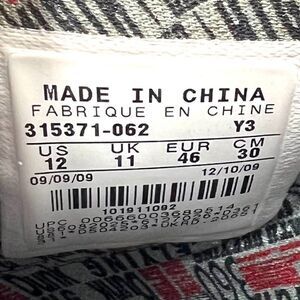 MADE IN CHINA
FABRIQUE EN CHINE
315371-062 Y3
US UK EUR CM
12 11 46 30
09/09/09 12/10/09
101911092